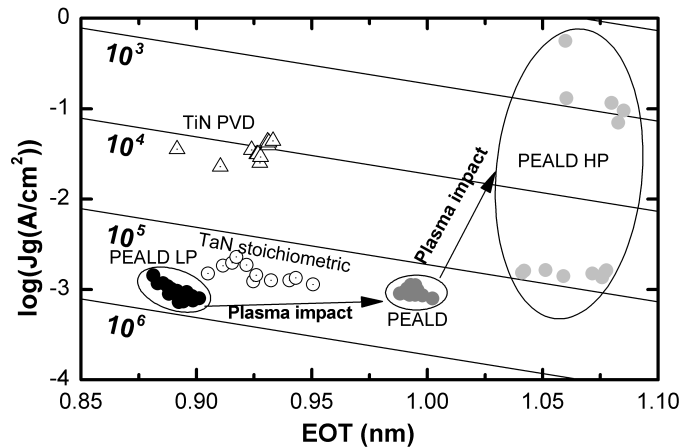 0
-1
-2
-3
-4
log(Jg(A/cm²))
10³
10⁴
10⁵
10⁶
TiN PVD
PEALD HP
Plasma impact
TaN stoichiometric
PEALD LP
Plasma impact
PEALD
0.85 0.90 0.95 1.00 1.05 1.10
EOT (nm)